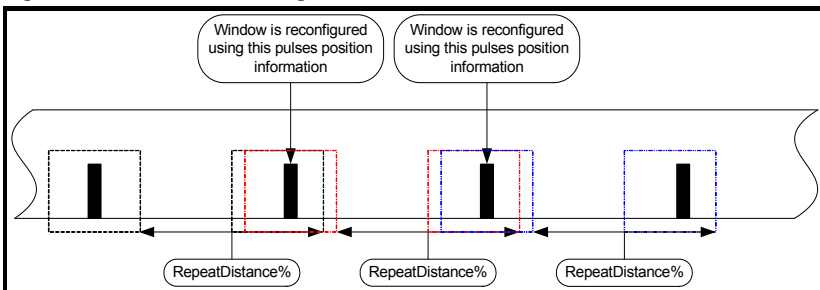 Window is reconfigured
using this pulses position
information
Window is reconfigured
using this pulses position
information
RepeatDistance%
RepeatDistance%
RepeatDistance%